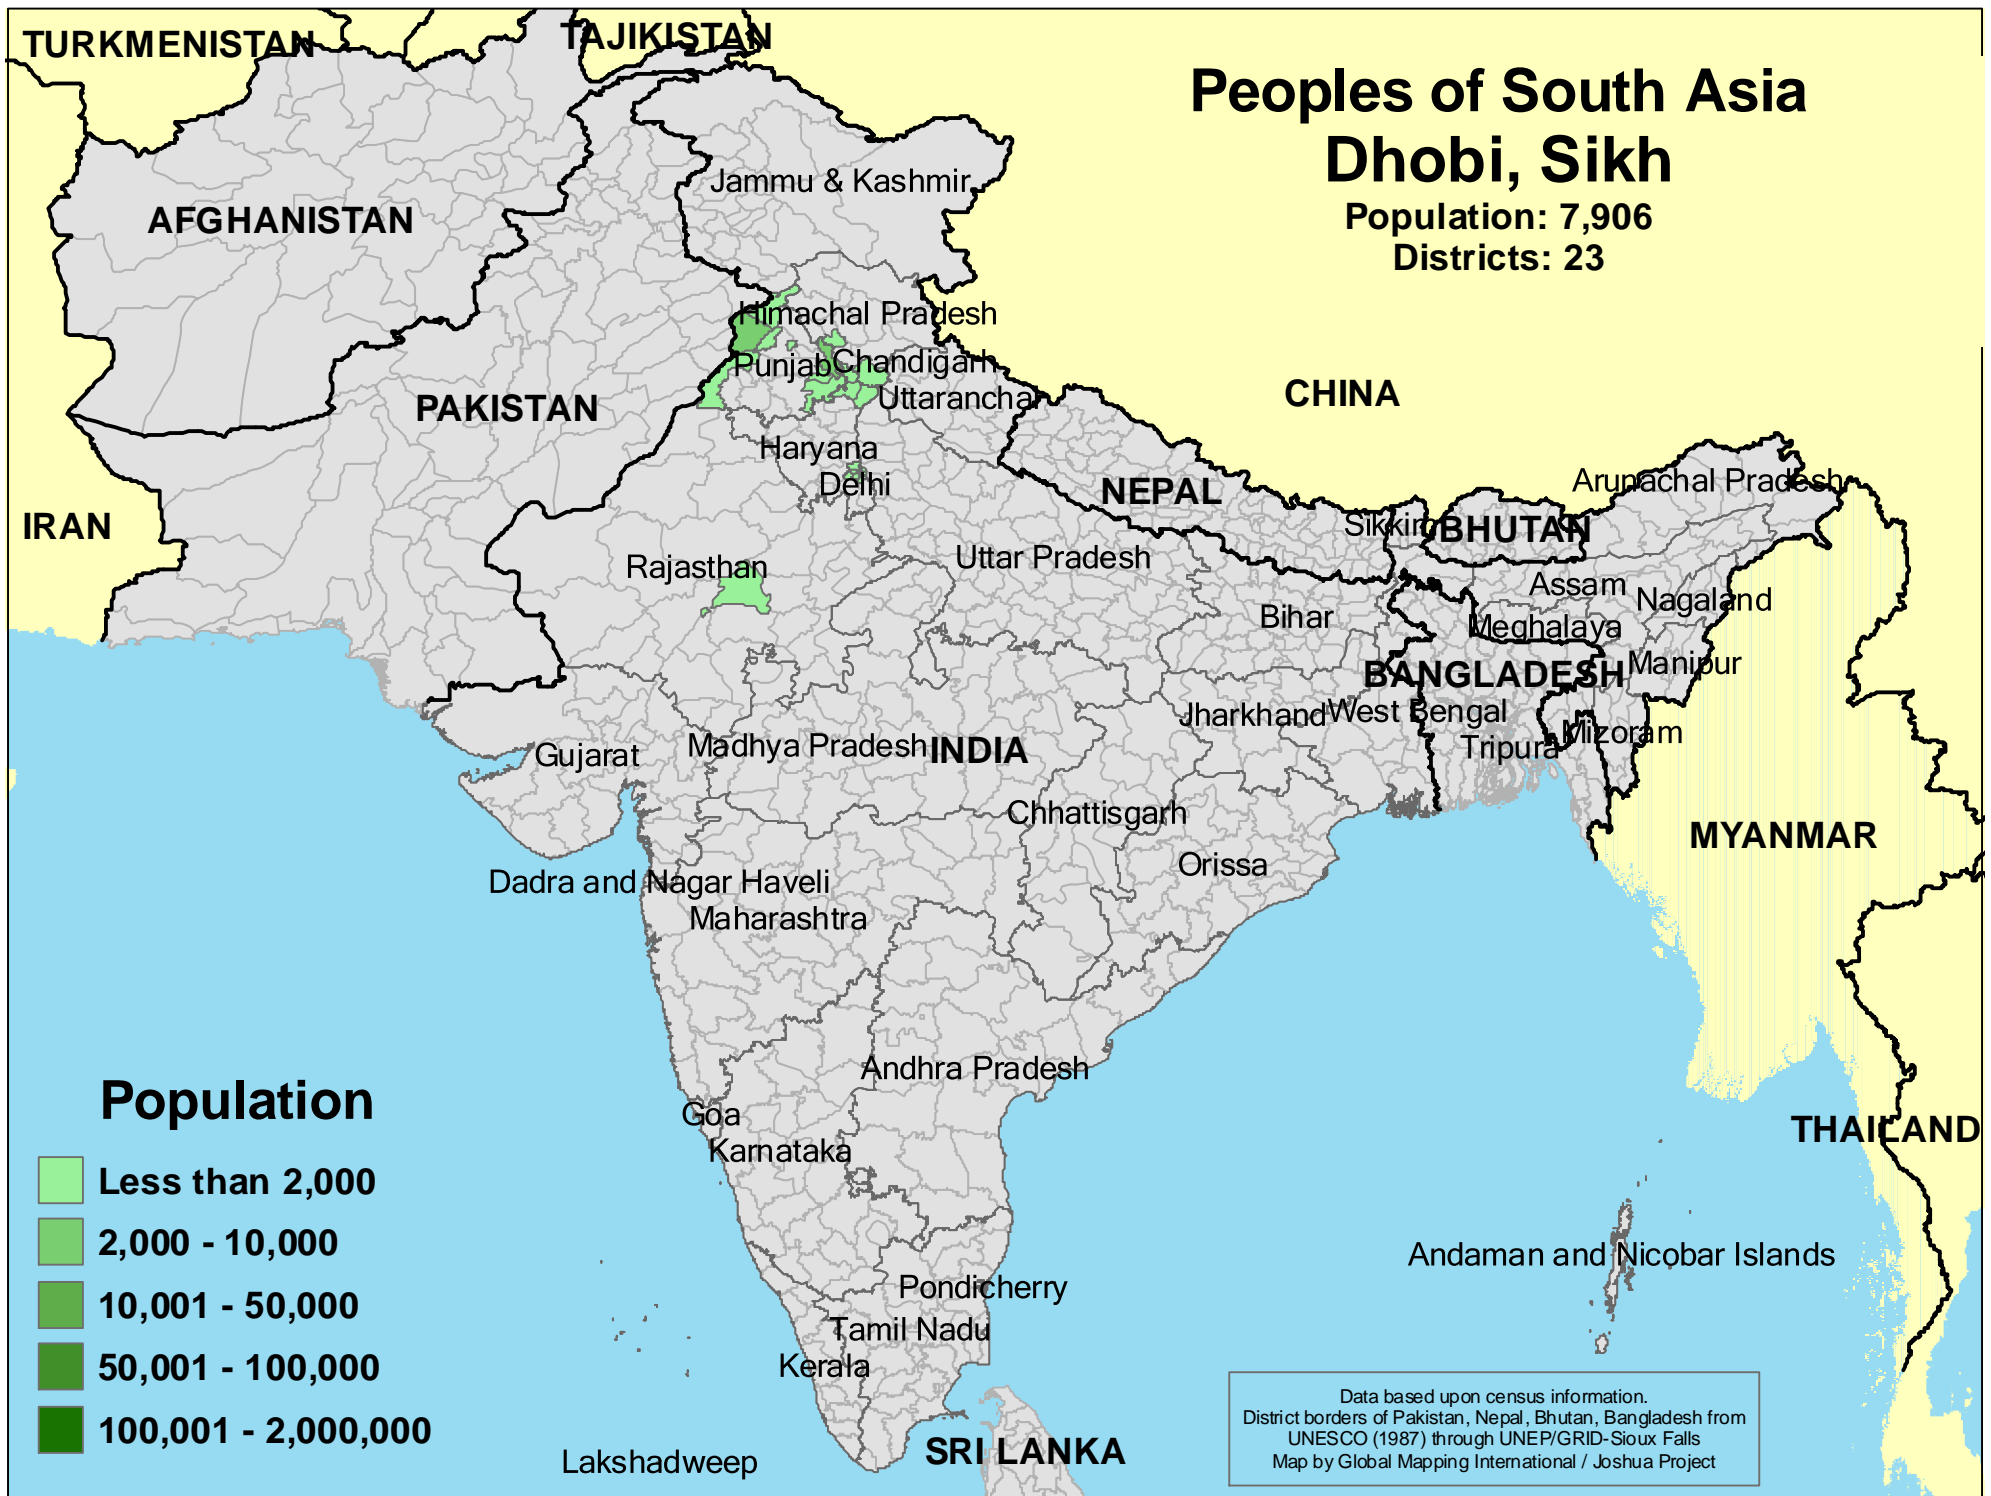 TURKMENISTAN
TAJIKISTAN
Peoples of South Asia
Dhobi, Sikh
Population: 7,906
Districts: 23
Jammu & Kashmir
AFGHANISTAN
Himachal Pradesh
Punjab
Chandigarh
Uttaranchal
CHINA
PAKISTAN
Haryana
Delhi
NEPAL
Arunachal Pradesh
IRAN
Sikkim
BHUTAN
Rajasthan
Uttar Pradesh
Assam
Nagaland
Bihar
Meghalaya
BANGLADESH
Manipur
Jharkhand
West Bengal
Mizoram
Tripura
Gujarat
Madhya Pradesh
INDIA
Chhattisgarh
MYANMAR
Orissa
Dadra and Nagar Haveli
Maharashtra
Andhra Pradesh
Goa
Karnataka
THAILAND
Population
Less than 2,000
2,000 - 10,000
10,001 - 50,000
50,001 - 100,000
100,001 - 2,000,000
Andaman and Nicobar Islands
Pondicherry
Tamil Nadu
Kerala
Lakshadweep
SRI LANKA
Data based upon census information.
District borders of Pakistan, Nepal, Bhutan, Bangladesh from
UNESCO (1987) through UNEP/GRID-Sioux Falls
Map by Global Mapping International / Joshua Project